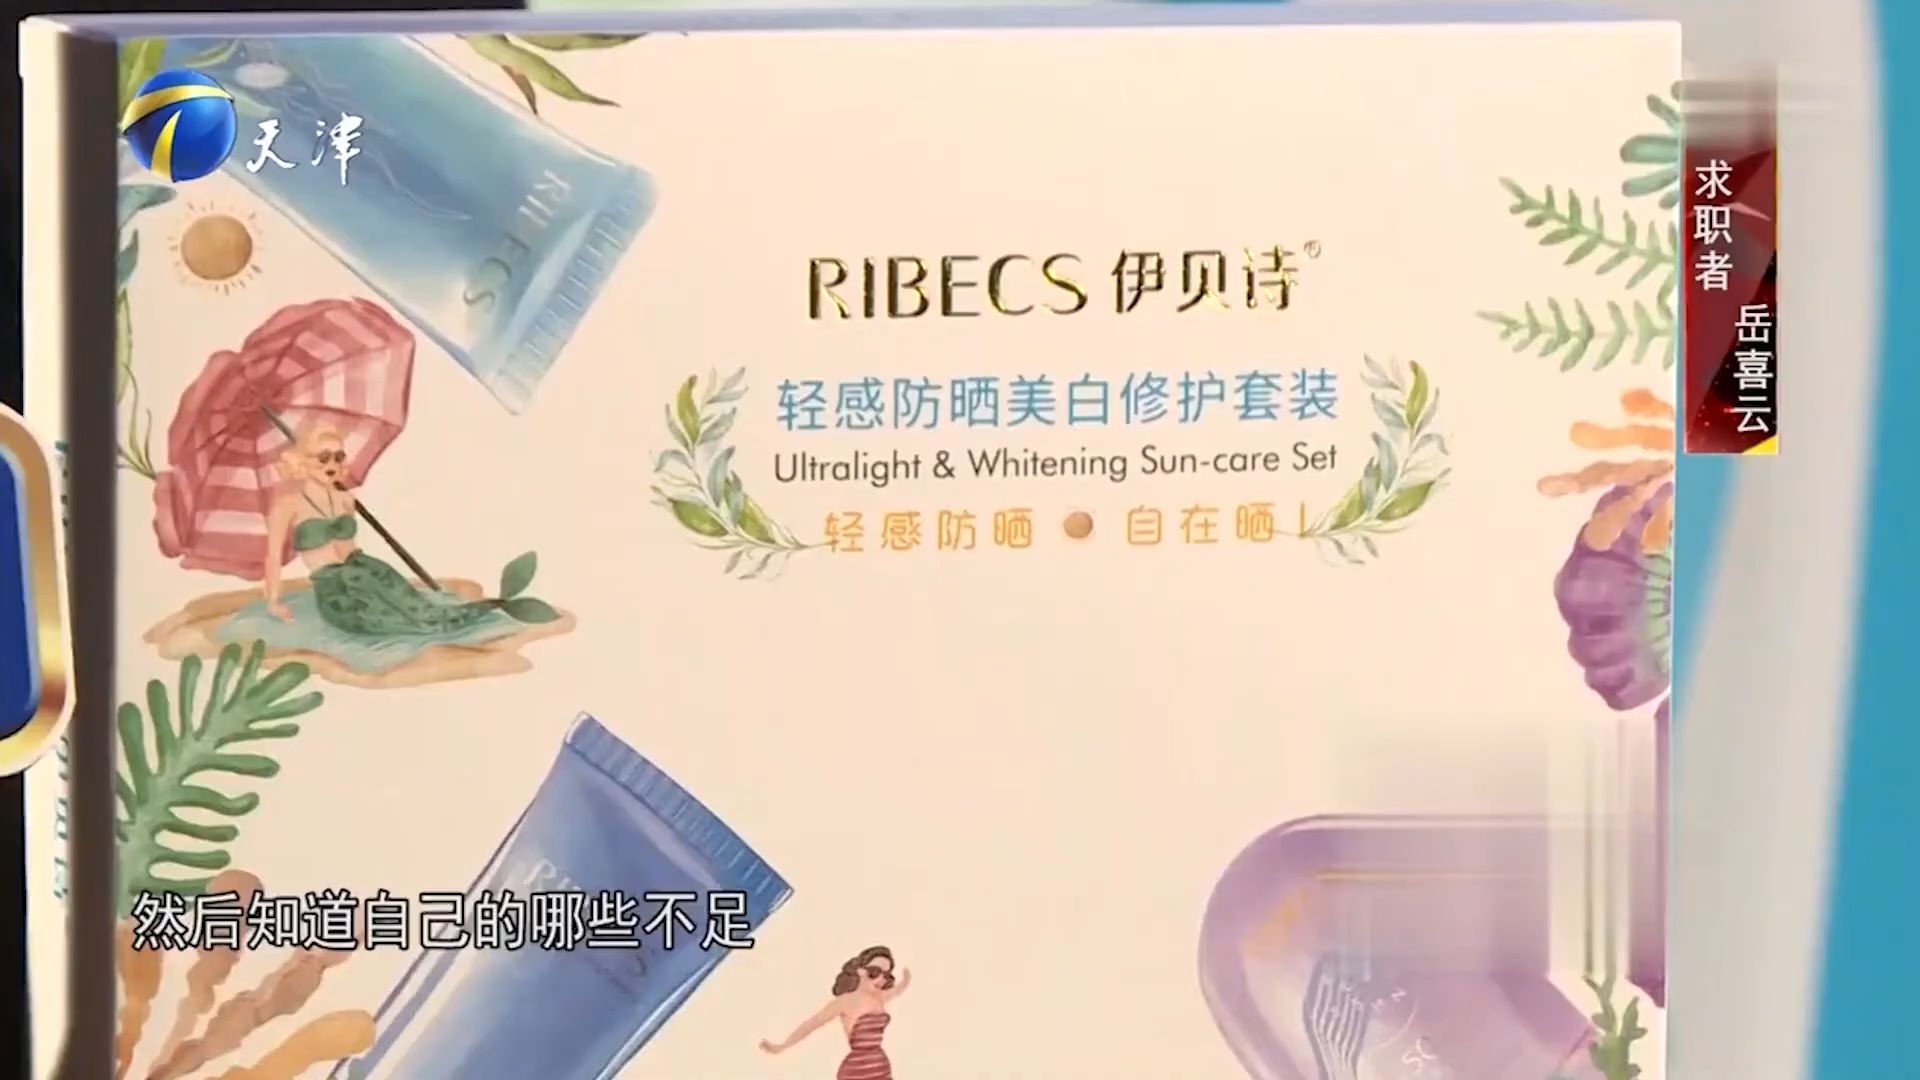 天津
求职者
岳喜云
RIBECS 伊贝诗®
轻感防晒美白修护套装
Ultralight & Whitening Sun-care Set
轻感防晒 自在晒!
RIBECS
然后知道自己的哪些不足